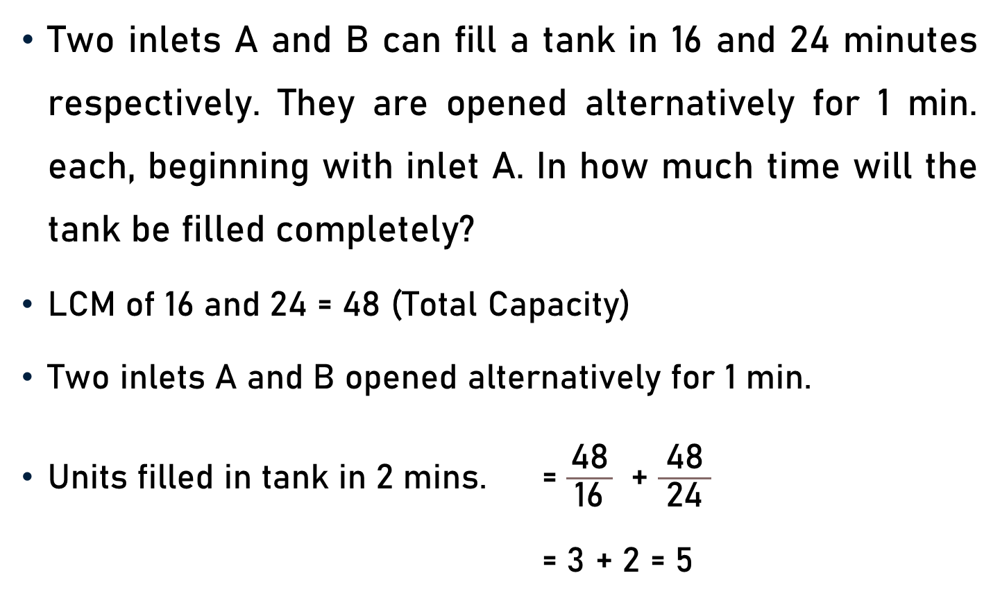 • Two inlets A and B can fill a tank in 16 and 24 minutes
respectively. They are opened alternatively for 1 min.
each, beginning with inlet A. In how much time will the
tank be filled completely?
• LCM of 16 and 24 = 48 (Total Capacity)
• Two inlets A and B opened alternatively for 1 min.
• Units filled in tank in 2 mins. = 48/16 + 48/24
= 3 + 2 = 5